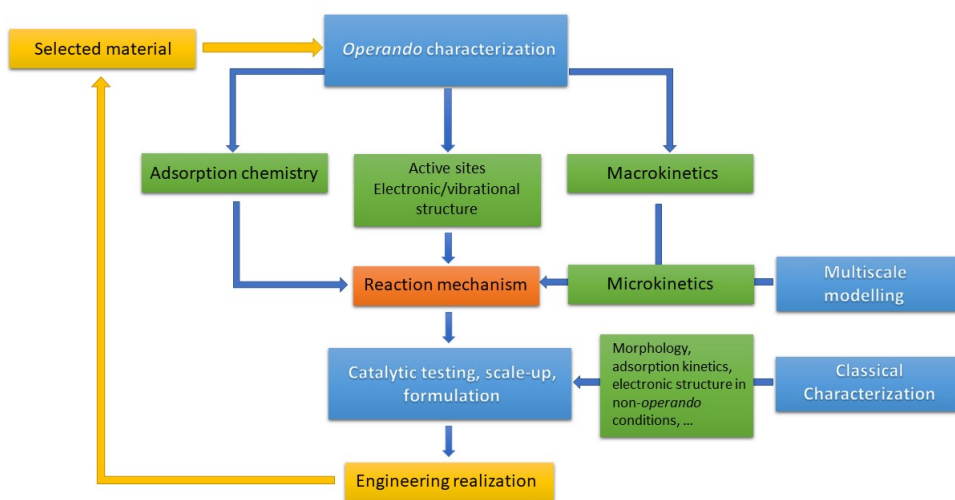 Selected material
Operando characterization
Adsorption chemistry
Active sites
Electronic/vibrational
structure
Macrokinetics
Reaction mechanism
Microkinetics
Multiscale
modelling
Catalytic testing, scale-up,
formulation
Morphology,
adsorption kinetics,
electronic structure in
non-operando
conditions, ...
Classical
Characterization
Engineering realization